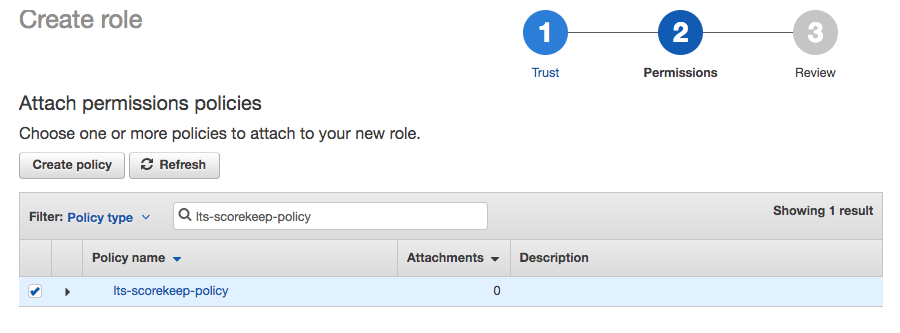 Create role
1
2
3
Trust
Permissions
Review
Attach permissions policies
Choose one or more policies to attach to your new role.
Create policy
Refresh
Filter: Policy type
lts-scorekeep-policy
Showing 1 result
Policy name
Attachments
Description
lts-scorekeep-policy
0